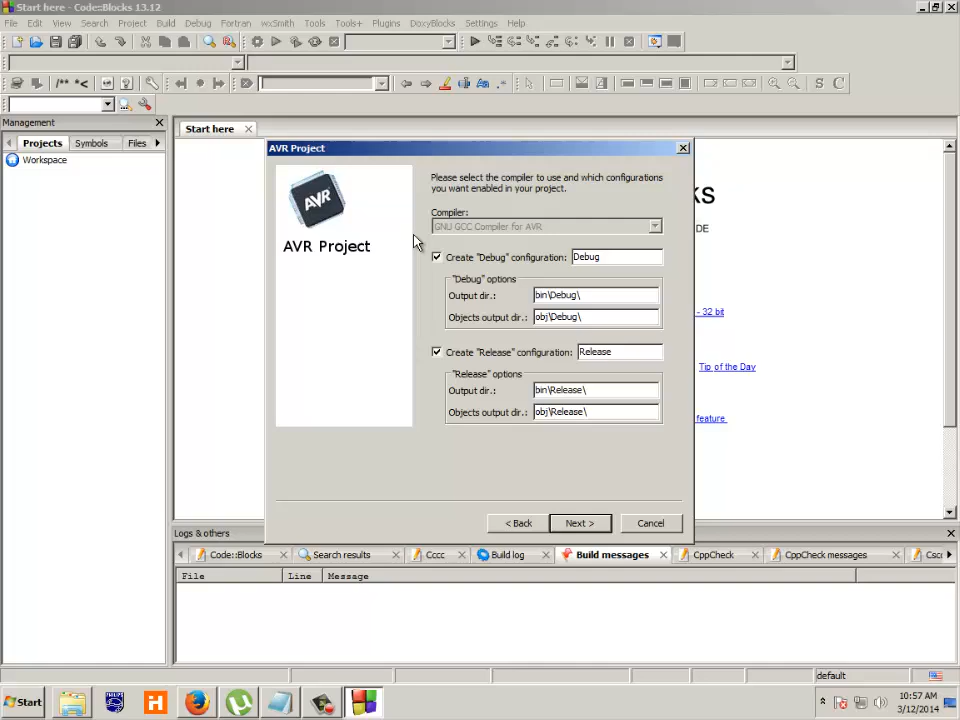 Start here - Code::Blocks 13.12
File Edit View Search Project Build Debug Fortran wxSmith Tools Tools+ Plugins DoxyBlocks Settings Help
/** *<
S C
Management
Projects Symbols Files
Workspace
Start here
AVR Project
AVR
AVR Project
Please select the compiler to use and which configurations
you want enabled in your project.
Compiler:
GNU GCC Compiler for AVR
Create "Debug" configuration: Debug
"Debug" options
Output dir.: bin\Debug\
Objects output dir.: obj\Debug\
Create "Release" configuration: Release
"Release" options
Output dir.: bin\Release\
Objects output dir.: obj\Release\
< Back Next > Cancel
ks
DE
- 32 bit
Tip of the Day
feature
Logs & others
Code::Blocks Search results Cccc Build log Build messages CppCheck CppCheck messages Csc
File Line Message
default
Start
10:57 AM
3/12/2014